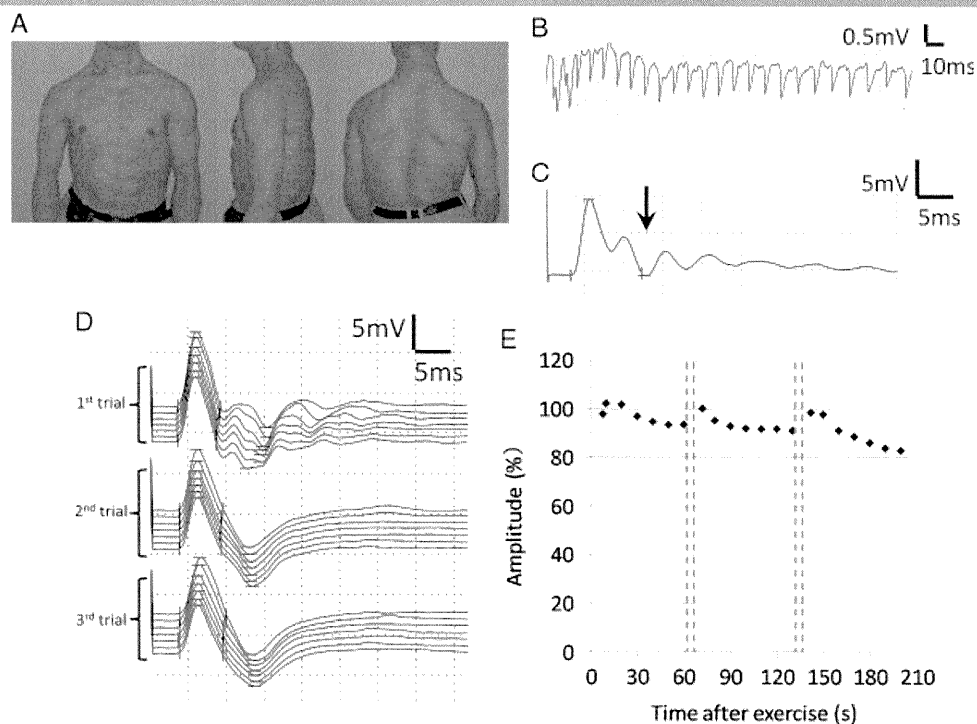 A
B
0.5mV
10ms
C
5mV
5ms
D
5mV
5ms
1st trial
2nd trial
3rd trial
E
120
100
80
60
40
20
0
Amplitude (%)
0 30 60 90 120 150 180 210
Time after exercise (s)